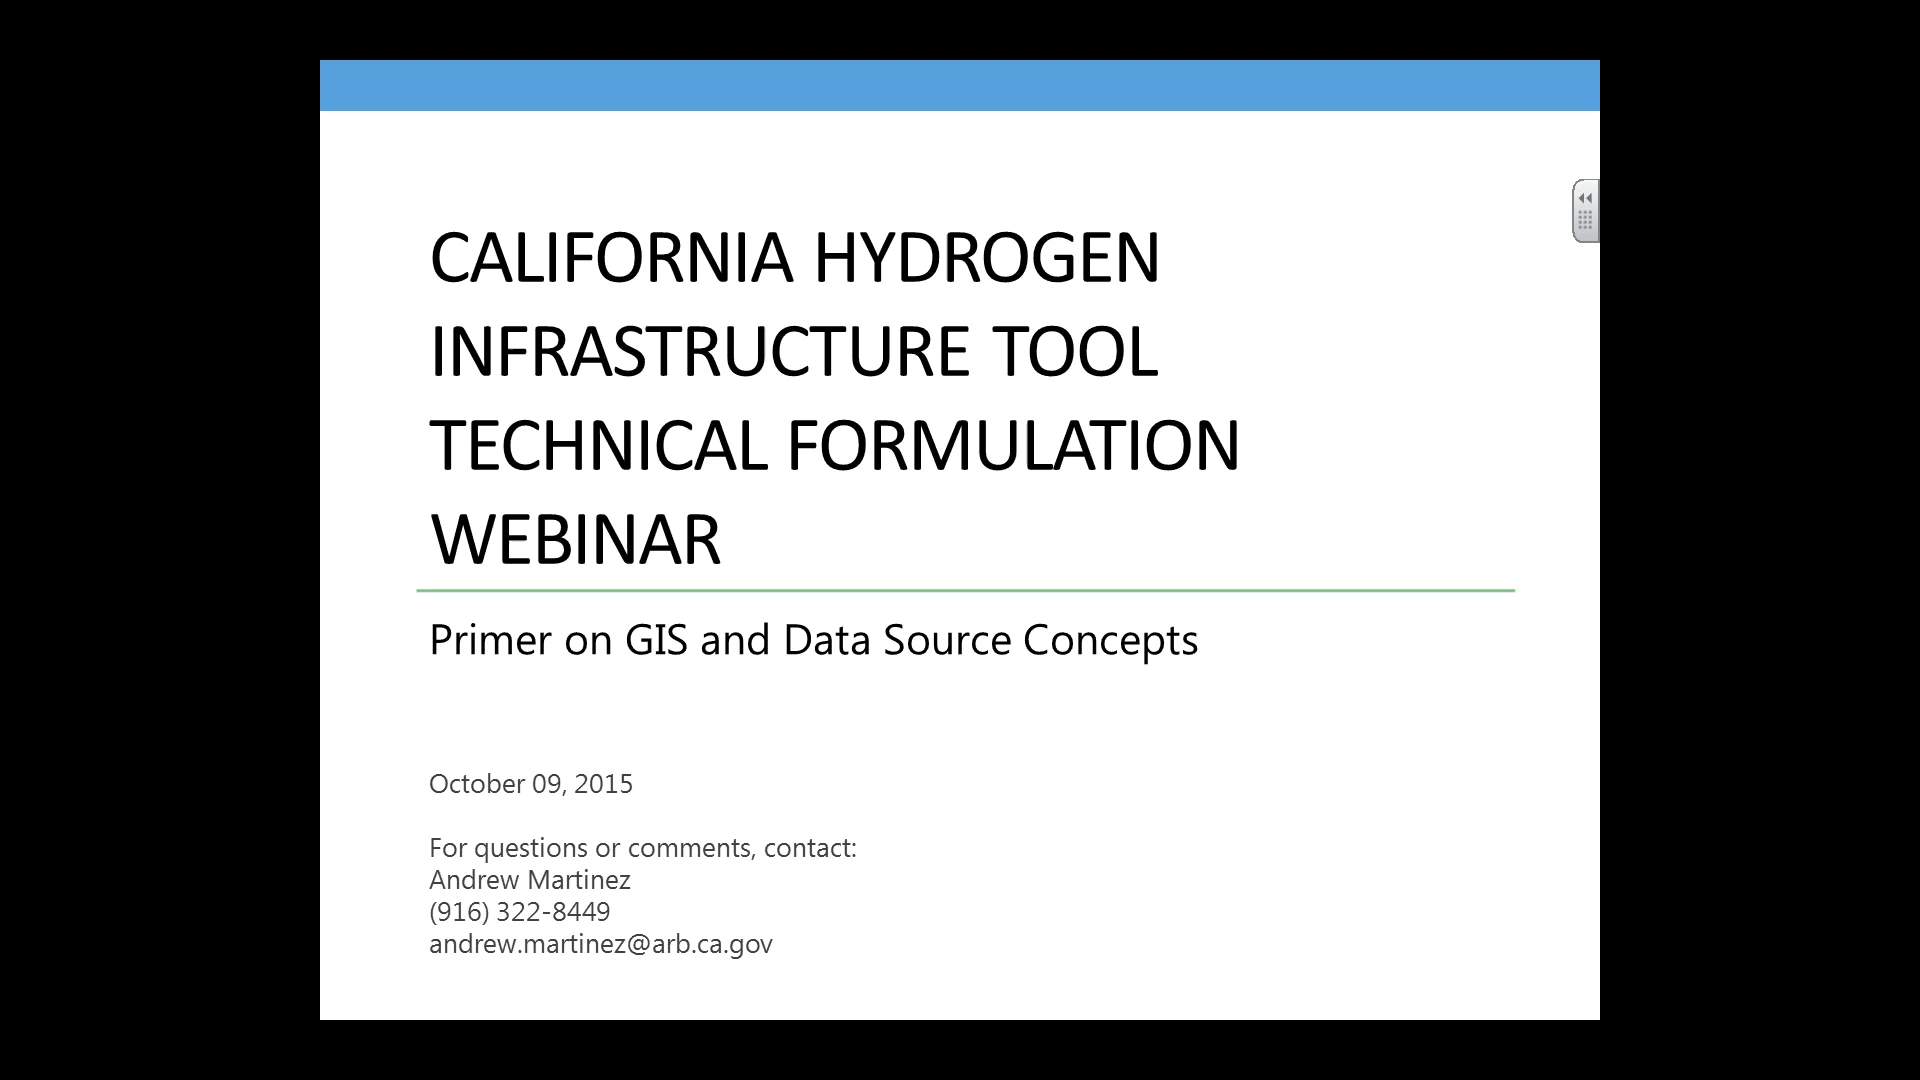 CALIFORNIA HYDROGEN
INFRASTRUCTURE TOOL
TECHNICAL FORMULATION
WEBINAR
Primer on GIS and Data Source Concepts
October 09, 2015
For questions or comments, contact:
Andrew Martinez
(916) 322-8449
andrew.martinez@arb.ca.gov